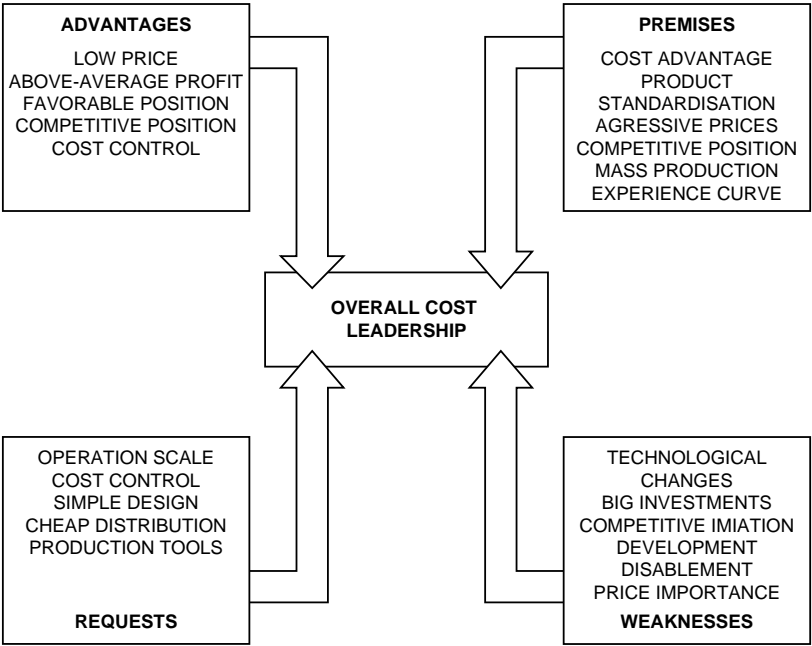 ADVANTAGES
LOW PRICE
ABOVE-AVERAGE PROFIT
FAVORABLE POSITION
COMPETITIVE POSITION
COST CONTROL
PREMISES
COST ADVANTAGE
PRODUCT
STANDARDISATION
AGRESSIVE PRICES
COMPETITIVE POSITION
MASS PRODUCTION
EXPERIENCE CURVE
OVERALL COST
LEADERSHIP
OPERATION SCALE
COST CONTROL
SIMPLE DESIGN
CHEAP DISTRIBUTION
PRODUCTION TOOLS
REQUESTS
TECHNOLOGICAL
CHANGES
BIG INVESTMENTS
COMPETITIVE IMIATION
DEVELOPMENT
DISABLEMENT
PRICE IMPORTANCE
WEAKNESSES